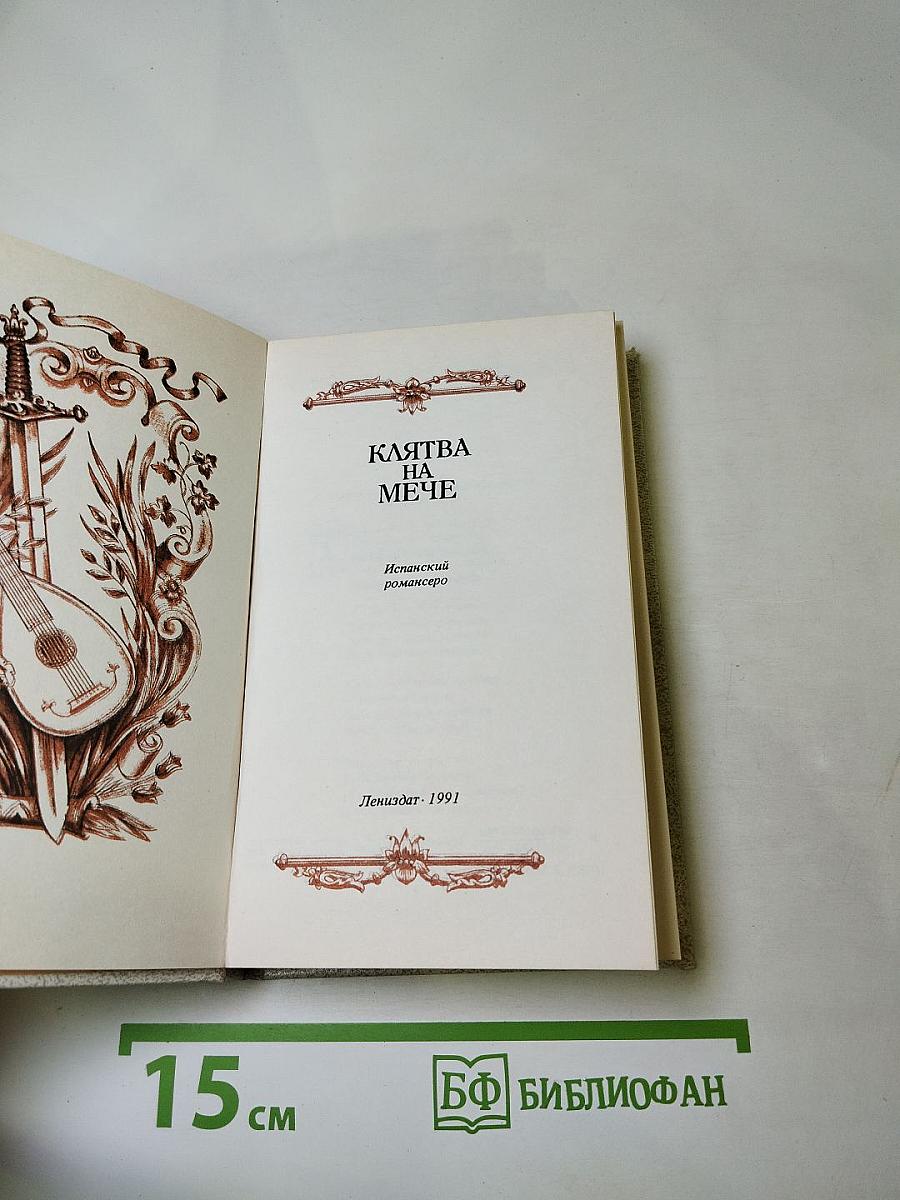 КЛЯТВА
НА
МЕЧЕ
Испанский
романсеро
Лениздат · 1991
15 см
БФ БИБЛИОФАН